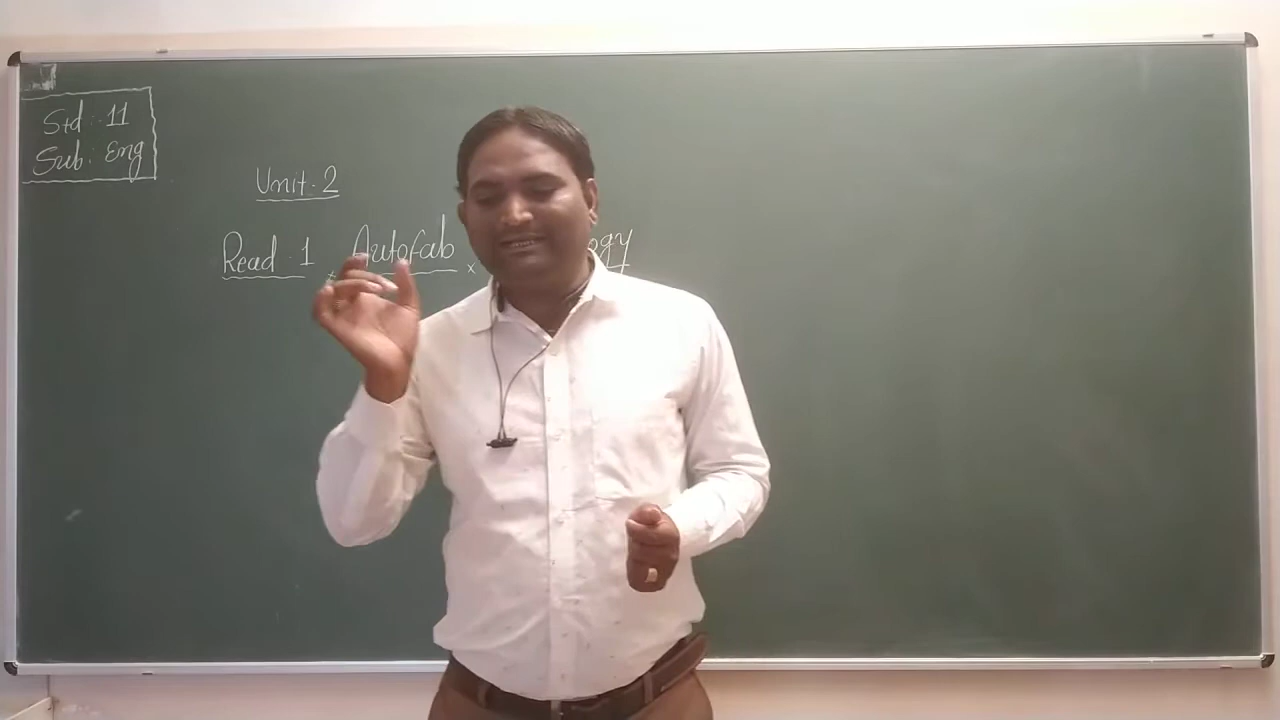 Std : 11
Sub : Eng
Unit - 2
Read - 1 Autofab